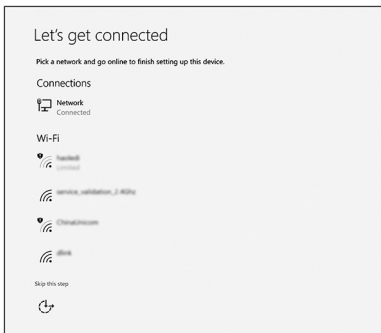 Let's get connected
Pick a network and go online to finish setting up this device.
Connections
Network
Connected
Wi-Fi
Limited
service_validation_2.4Ghz
ChinaUnicom
dlink
Skip this step